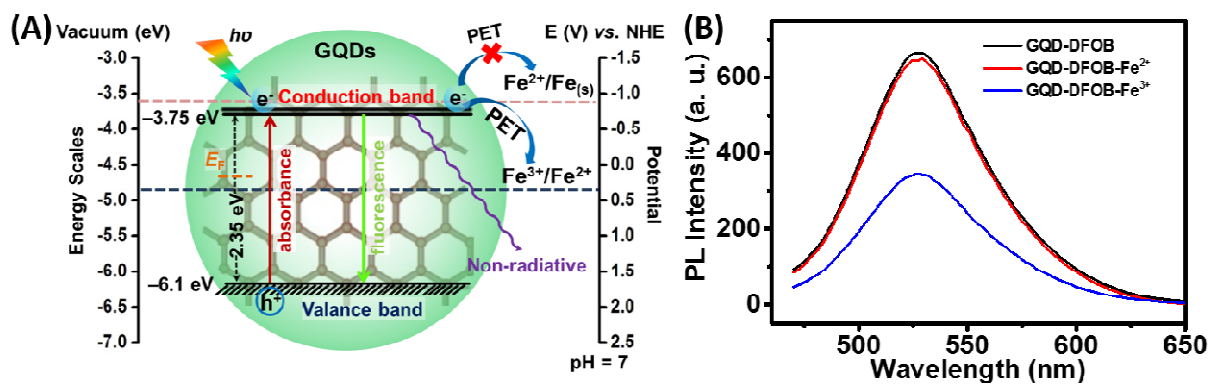 (A)
Vacuum (eV)
hυ
GQDs
PET
E (V) vs. NHE
-3.0
-3.5
-4.0
-4.5
-5.0
-5.5
-6.0
-6.5
-7.0
Energy Scales
–3.75 eV
–6.1 eV
2.35 eV
EF
e-
Conduction band
e-
absorbance
fluorescence
PET
Fe2+/Fe(s)
Fe3+/Fe2+
Non-radiative
h+
Valance band
-1.5
-1.0
-0.5
0.0
0.5
1.0
1.5
2.0
2.5
Potential
pH = 7
(B)
PL Intensity (a. u.)
600
400
200
0
GQD-DFOB
GQD-DFOB-Fe2+
GQD-DFOB-Fe3+
500
550
600
650
Wavelength (nm)